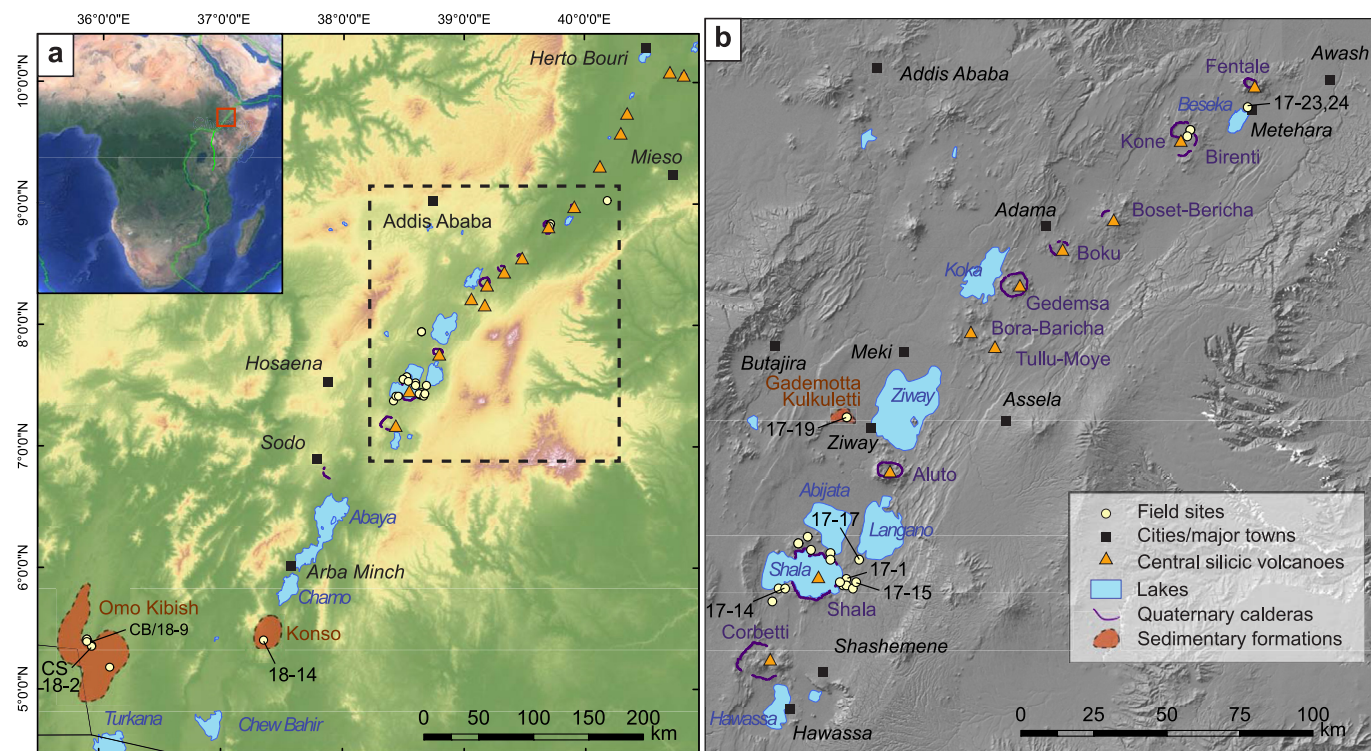 36°0'0"E 37°0'0"E 38°0'0"E 39°0'0"E 40°0'0"E
a
10°0'0"N
9°0'0"N
8°0'0"N
7°0'0"N
6°0'0"N
5°0'0"N
Herto Bouri
Mieso
Addis Ababa
Hosaena
Sodo
Abaya
Arba Minch
Chamo
Omo Kibish
CB/18-9
CS
18-2
Konso
18-14
Turkana
Chew Bahir
0 50 100 150 200
km
b
Addis Ababa
Awash
Fentale
17-23,24
Beseka
Metehara
Kone
Birenti
Adama
Boset-Bericha
Boku
Koka
Gedemsa
Bora-Baricha
Tullu-Moye
Butajira
Meki
Gademotta
Kulkuletti
Ziway
Assela
17-19
Ziway
Aluto
Abijata
17-17
Langano
17-1
Shala
17-15
17-14
Shala
Corbetti
Shashemene
Hawassa
Hawassa
Field sites
Cities/major towns
Central silicic volcanoes
Lakes
Quaternary calderas
Sedimentary formations
0 25 50 75 100
km